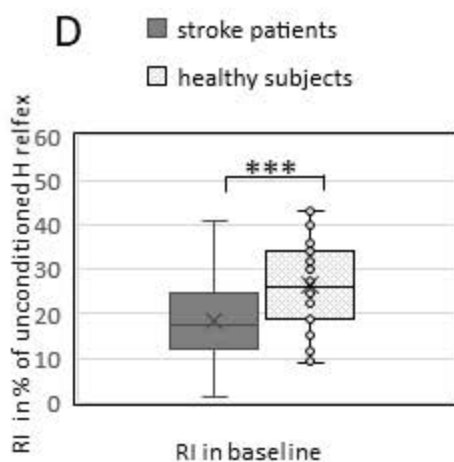 D
stroke patients
healthy subjects
RI in % of unconditioned H relfex
60
50
40
30
20
10
0
***
RI in baseline